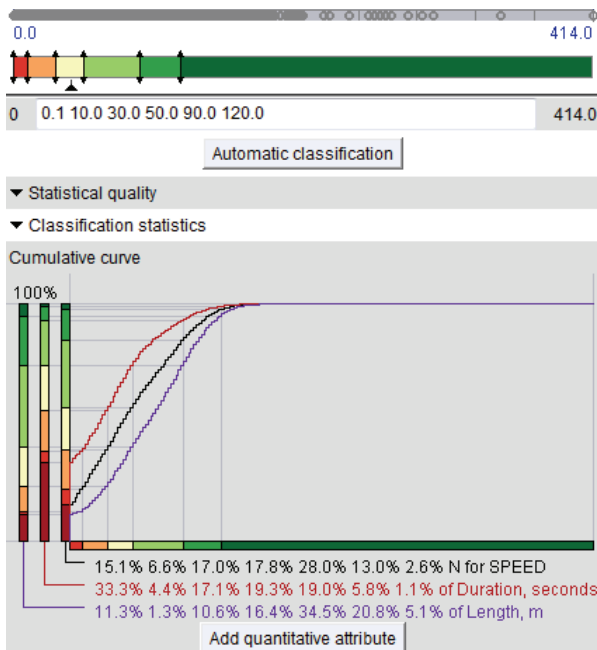 0.0 414.0
0 0.1 10.0 30.0 50.0 90.0 120.0 414.0
Automatic classification
Statistical quality
Classification statistics
Cumulative curve
100%
15.1% 6.6% 17.0% 17.8% 28.0% 13.0% 2.6% N for SPEED
33.3% 4.4% 17.1% 19.3% 19.0% 5.8% 1.1% of Duration, seconds
11.3% 1.3% 10.6% 16.4% 34.5% 20.8% 5.1% of Length, m
Add quantitative attribute